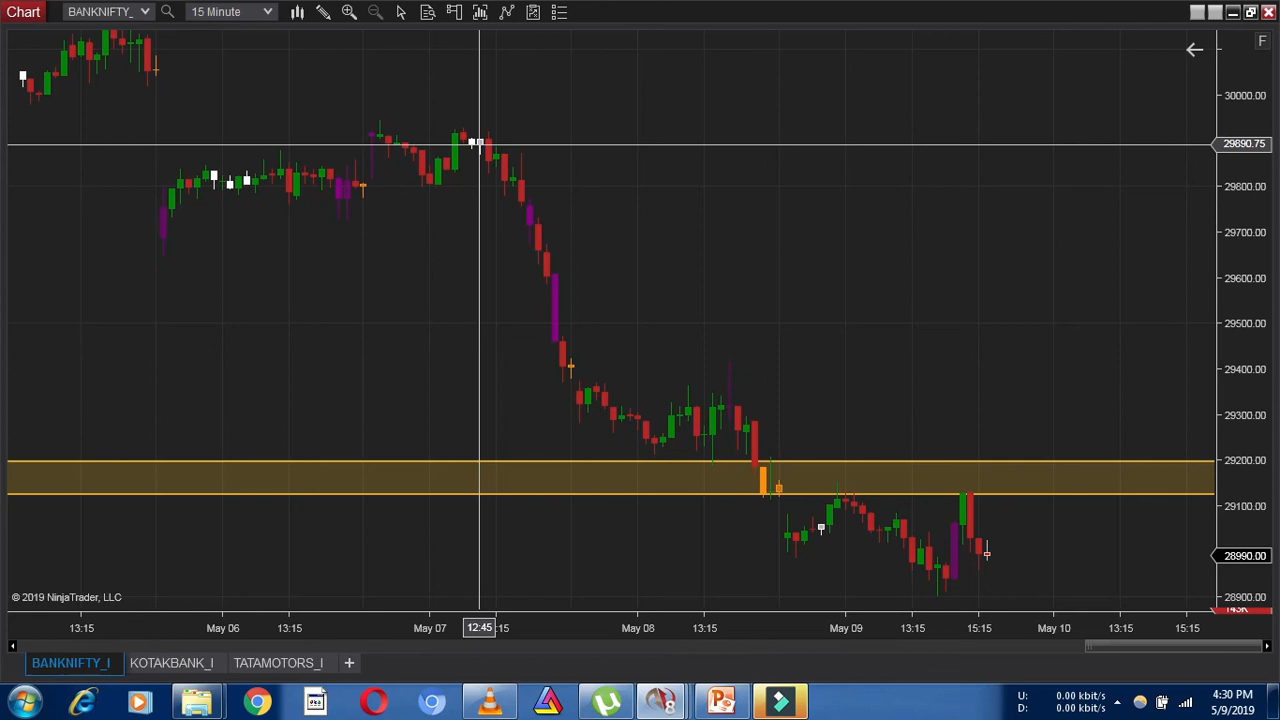 Chart BANKNIFTY_ 15 Minute
F
30000.00
29890.75
29800.00
29700.00
29600.00
29500.00
29400.00
29300.00
29200.00
29100.00
28990.00
28900.00
143K
© 2019 NinjaTrader, LLC
13:15 May 06 13:15 May 07 12:45 :15 May 08 13:15 May 09 13:15 15:15 May 10 13:15 15:15
BANKNIFTY_I KOTAKBANK_I TATAMOTORS_I +
8
U: 0.00 kbit/s
D: 0.00 kbit/s
4:30 PM
5/9/2019